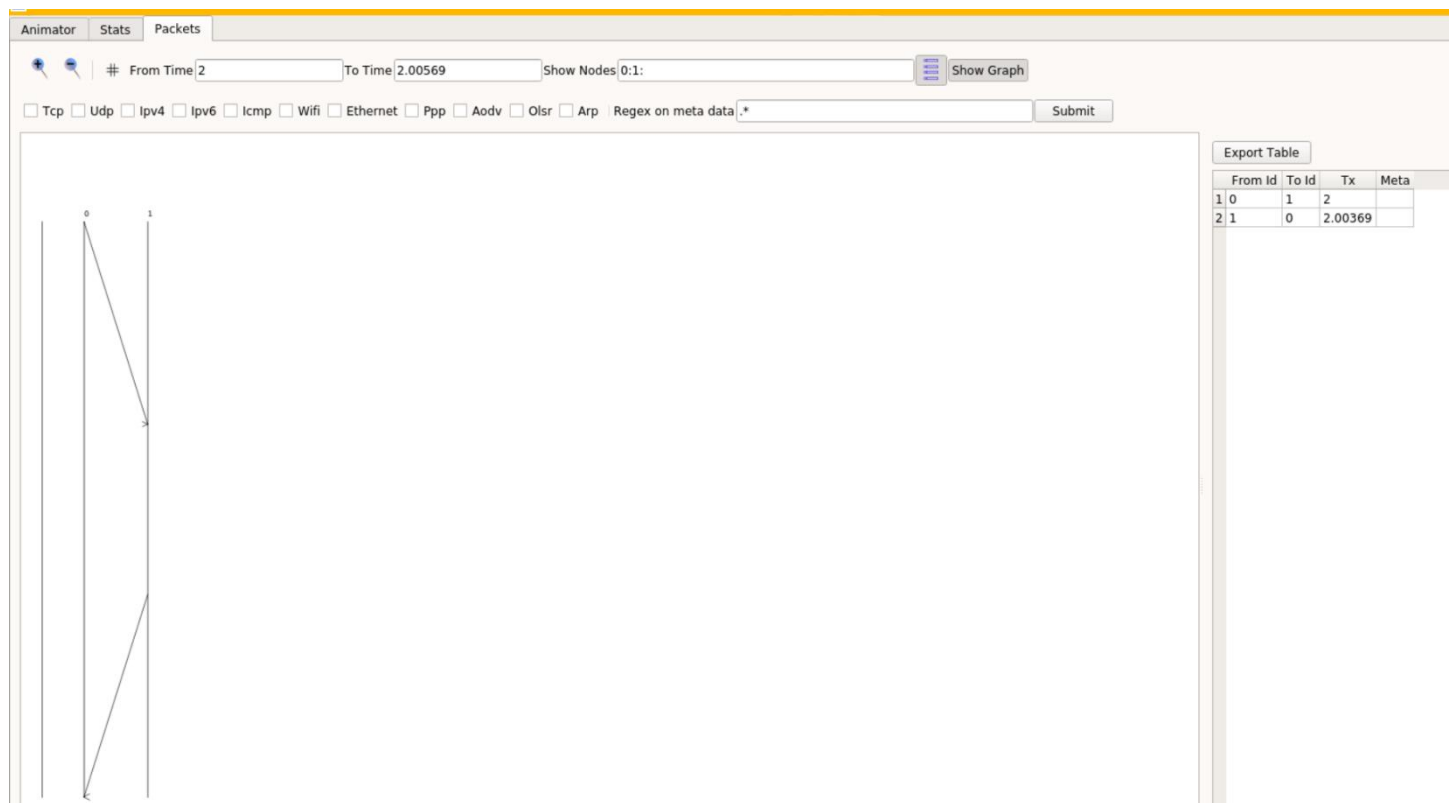 Animator Stats Packets
# From Time 2 To Time 2.00569 Show Nodes 0:1: Show Graph
Tcp Udp Ipv4 Ipv6 Icmp Wifi Ethernet Ppp Aodv Olsr Arp Regex on meta data .* Submit
Export Table
From Id To Id Tx Meta
1 0 1 2
2 1 0 2.00369
0 1